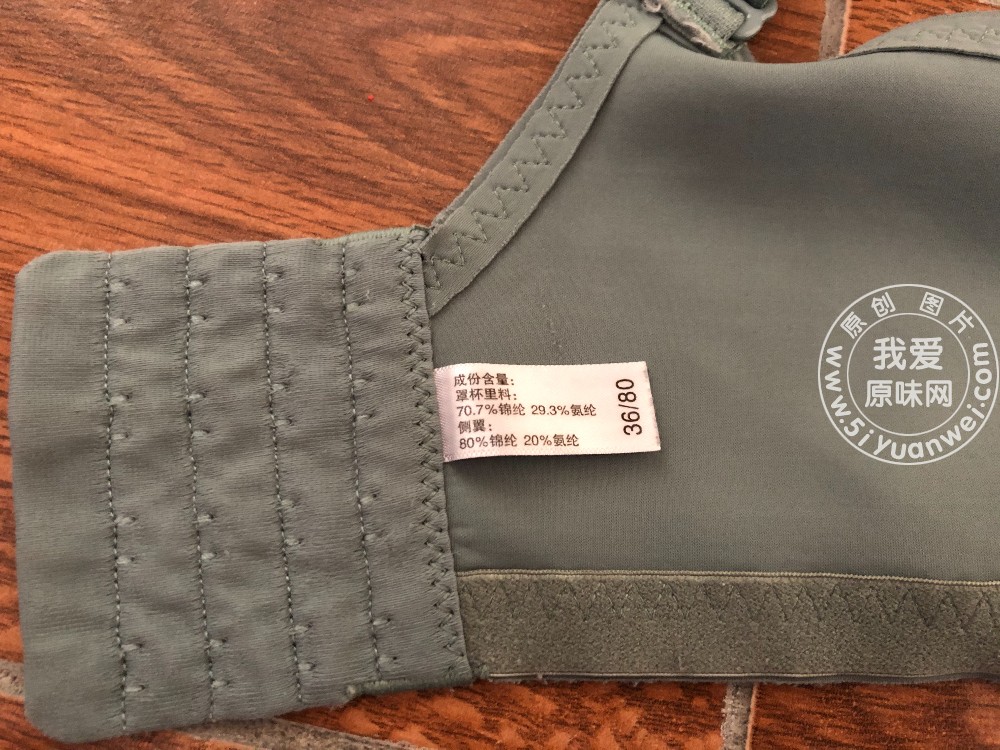 成份含量：
罩杯里料：
70.7%锦纶 29.3%氨纶
侧翼：
80%锦纶 20%氨纶
36/80
原创图片
我爱
原味网
www.5iyuanwei.com